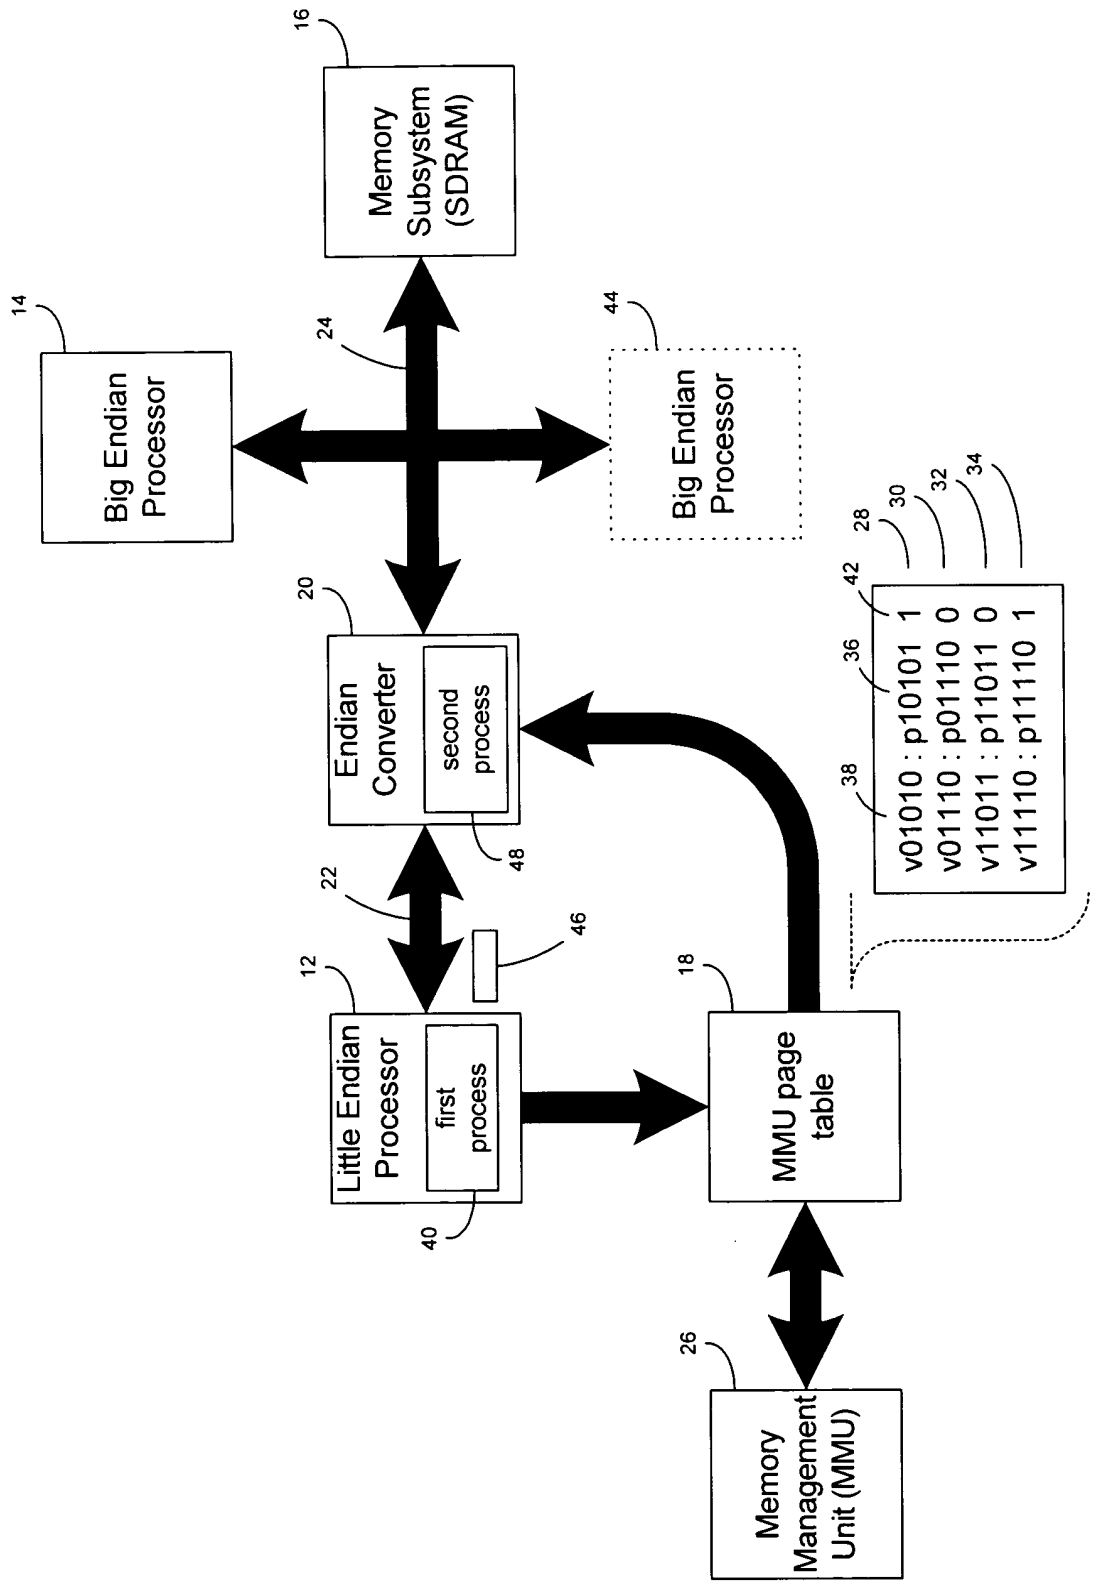 14
Big Endian
Processor
16
Memory
Subsystem
(SDRAM)
24
20
Endian
Converter
second
process
48
22
12
Little Endian
Processor
first
process
40
46
44
Big Endian
Processor
18
MMU page
table
26
Memory
Management
Unit (MMU)
38
36
42
v01010 : p10101 1
28
v01110 : p01110 0
30
v11011 : p11011 0
32
v11110 : p11110 1
34